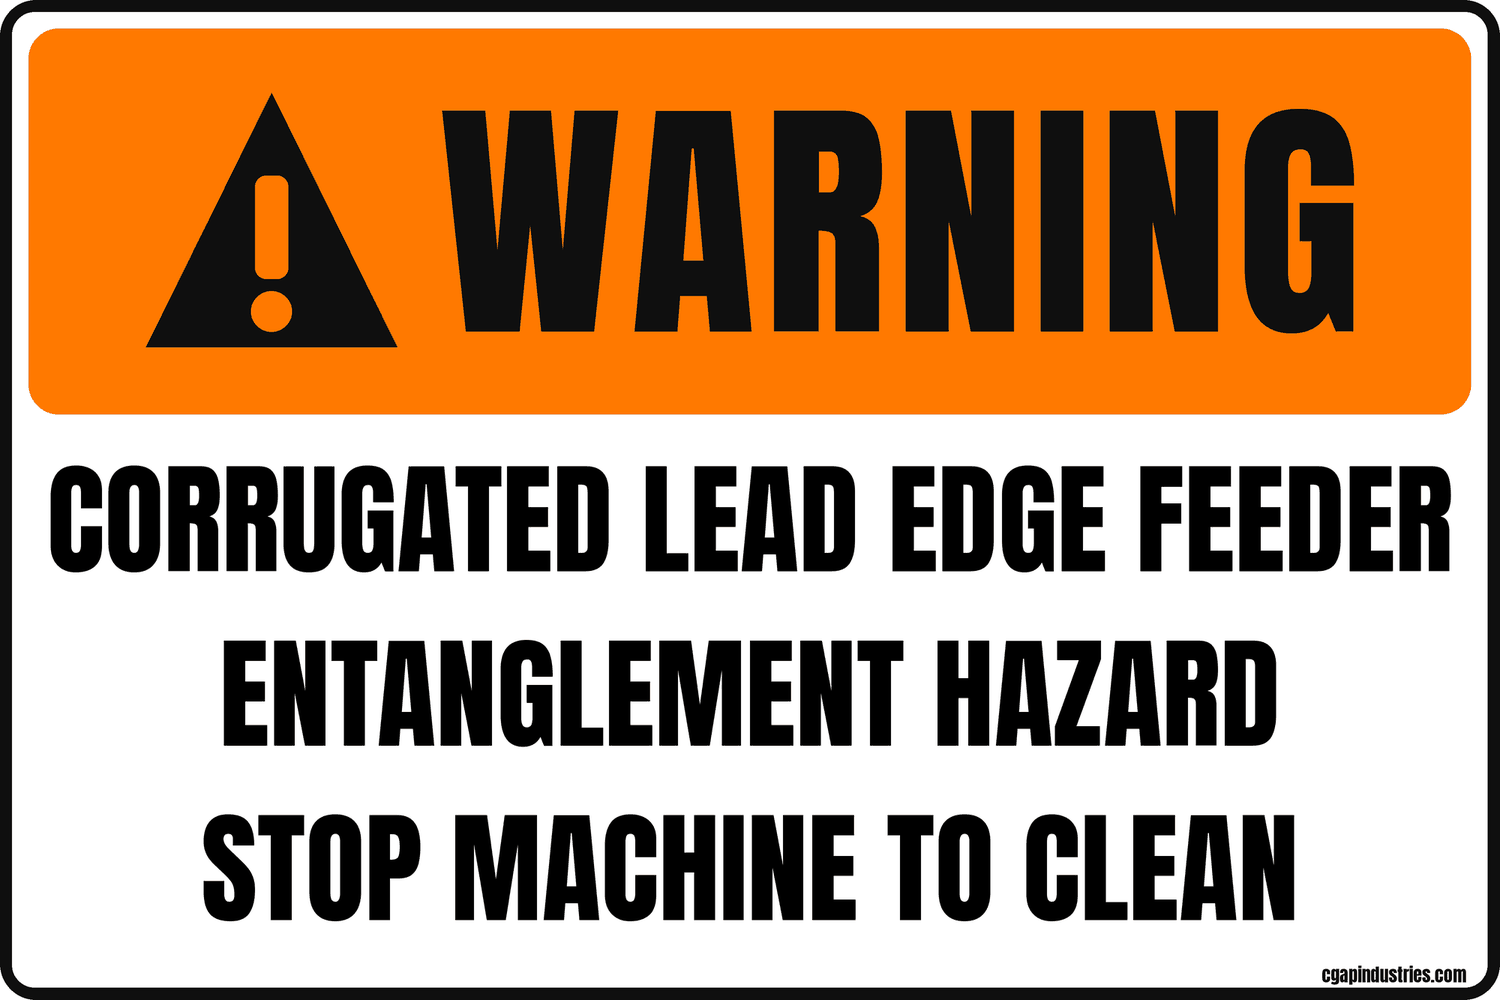 WARNING
CORRUGATED LEAD EDGE FEEDER
ENTANGLEMENT HAZARD
STOP MACHINE TO CLEAN
cgapindustries.com